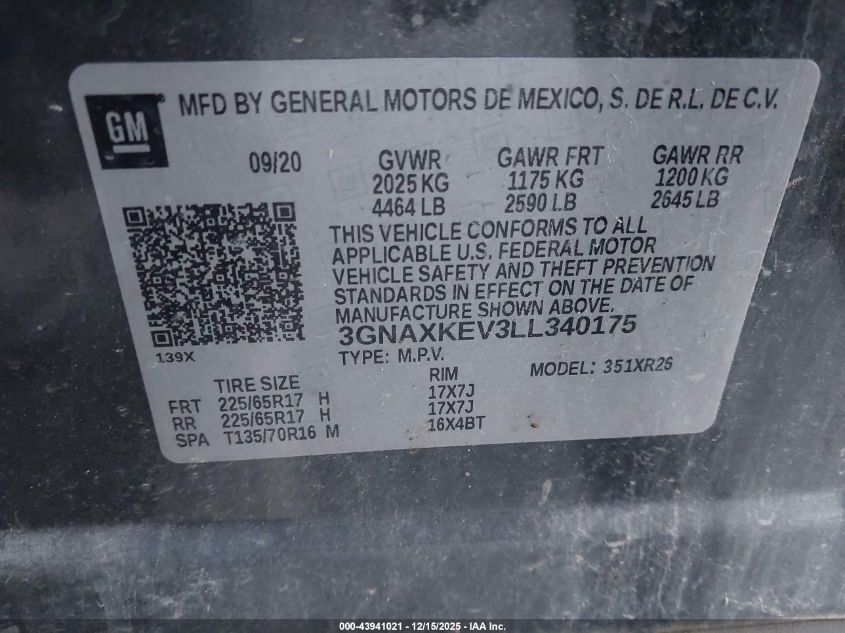 GM
MFD BY GENERAL MOTORS DE MEXICO, S. DE R.L. DE C.V.
09/20 GVWR GAWR FRT GAWR RR
2025 KG 1175 KG 1200 KG
4464 LB 2590 LB 2645 LB
THIS VEHICLE CONFORMS TO ALL
APPLICABLE U.S. FEDERAL MOTOR
VEHICLE SAFETY AND THEFT PREVENTION
STANDARDS IN EFFECT ON THE DATE OF
MANUFACTURE SHOWN ABOVE.
3GNAXKEV3LL340175
139X
TYPE: M.P.V. MODEL: 351XR26
TIRE SIZE RIM
FRT 225/65R17 H 17X7J
RR 225/65R17 H 17X7J
SPA T135/70R16 M 16X4BT
000-43941021 - 12/15/2025 - IAA Inc.